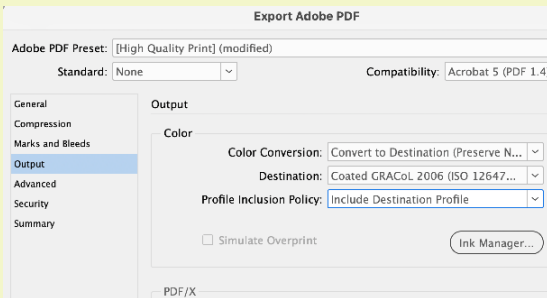 Export Adobe PDF
Adobe PDF Preset: [High Quality Print] (modified)
Standard: None Compatibility: Acrobat 5 (PDF 1.4
General
Compression
Marks and Bleeds
Output
Advanced
Security
Summary
Output
Color
Color Conversion: Convert to Destination (Preserve N...
Destination: Coated GRACoL 2006 (ISO 12647...
Profile Inclusion Policy: Include Destination Profile
Simulate Overprint Ink Manager...
PDF/X